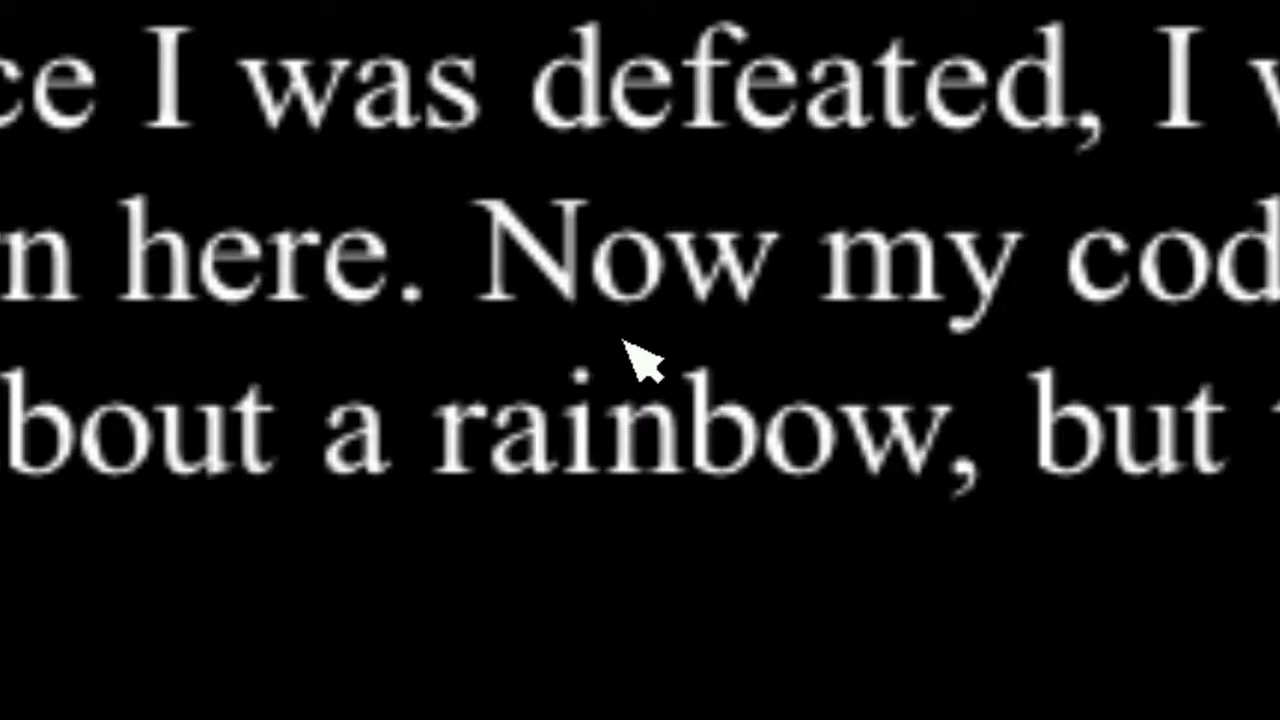 ce I was defeated, I
n here. Now my cod
bout a rainbow, but